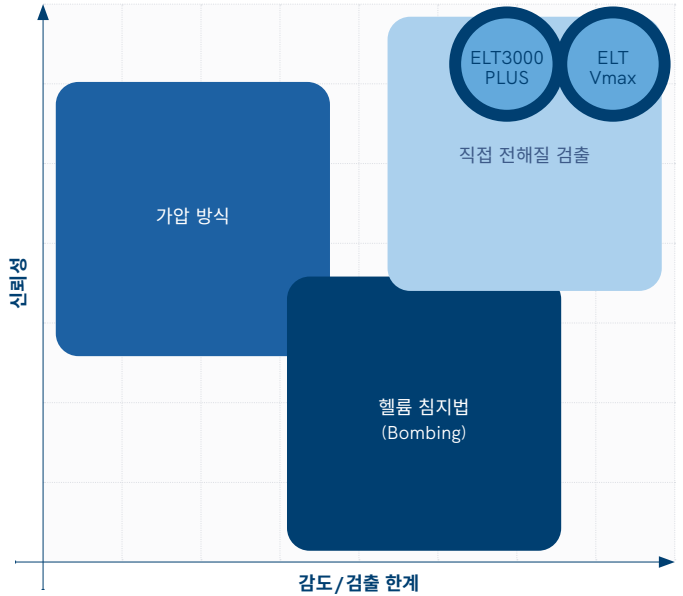 ELT3000
PLUS
ELT
Vmax
직접 전해질 검출
가압 방식
신뢰성
헬륨 침지법
(Bombing)
감도/검출 한계